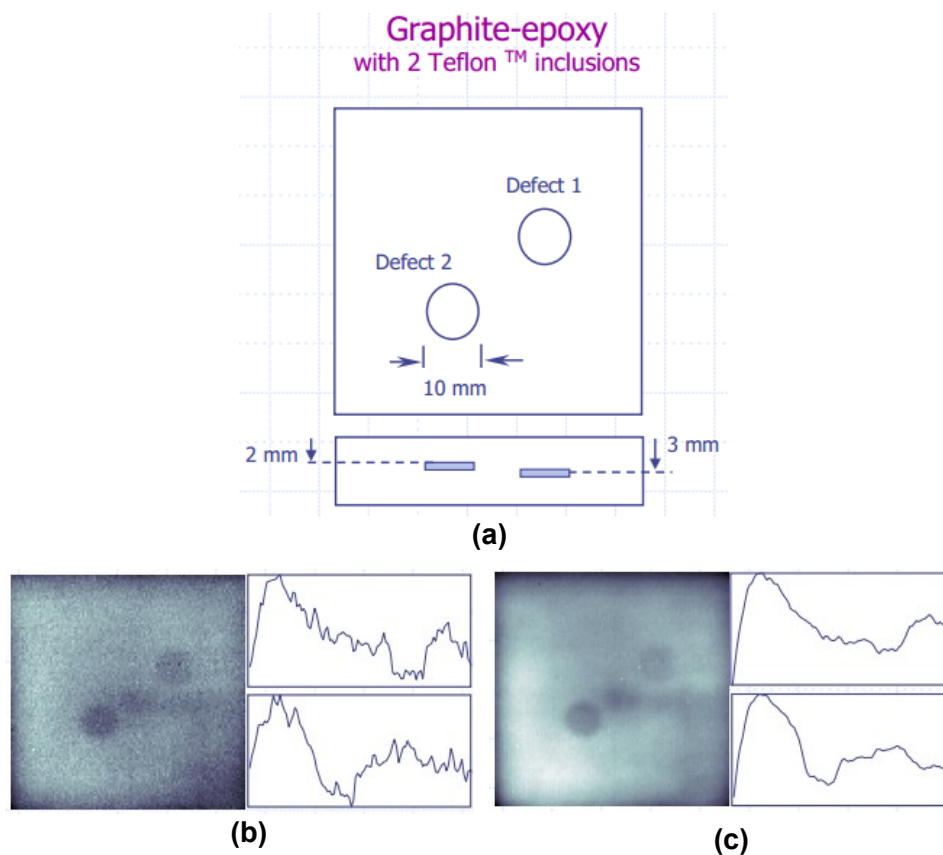 Graphite-epoxy
with 2 Teflon ™ inclusions
Defect 1
Defect 2
10 mm
2 mm
3 mm
(a)
(b)
(c)